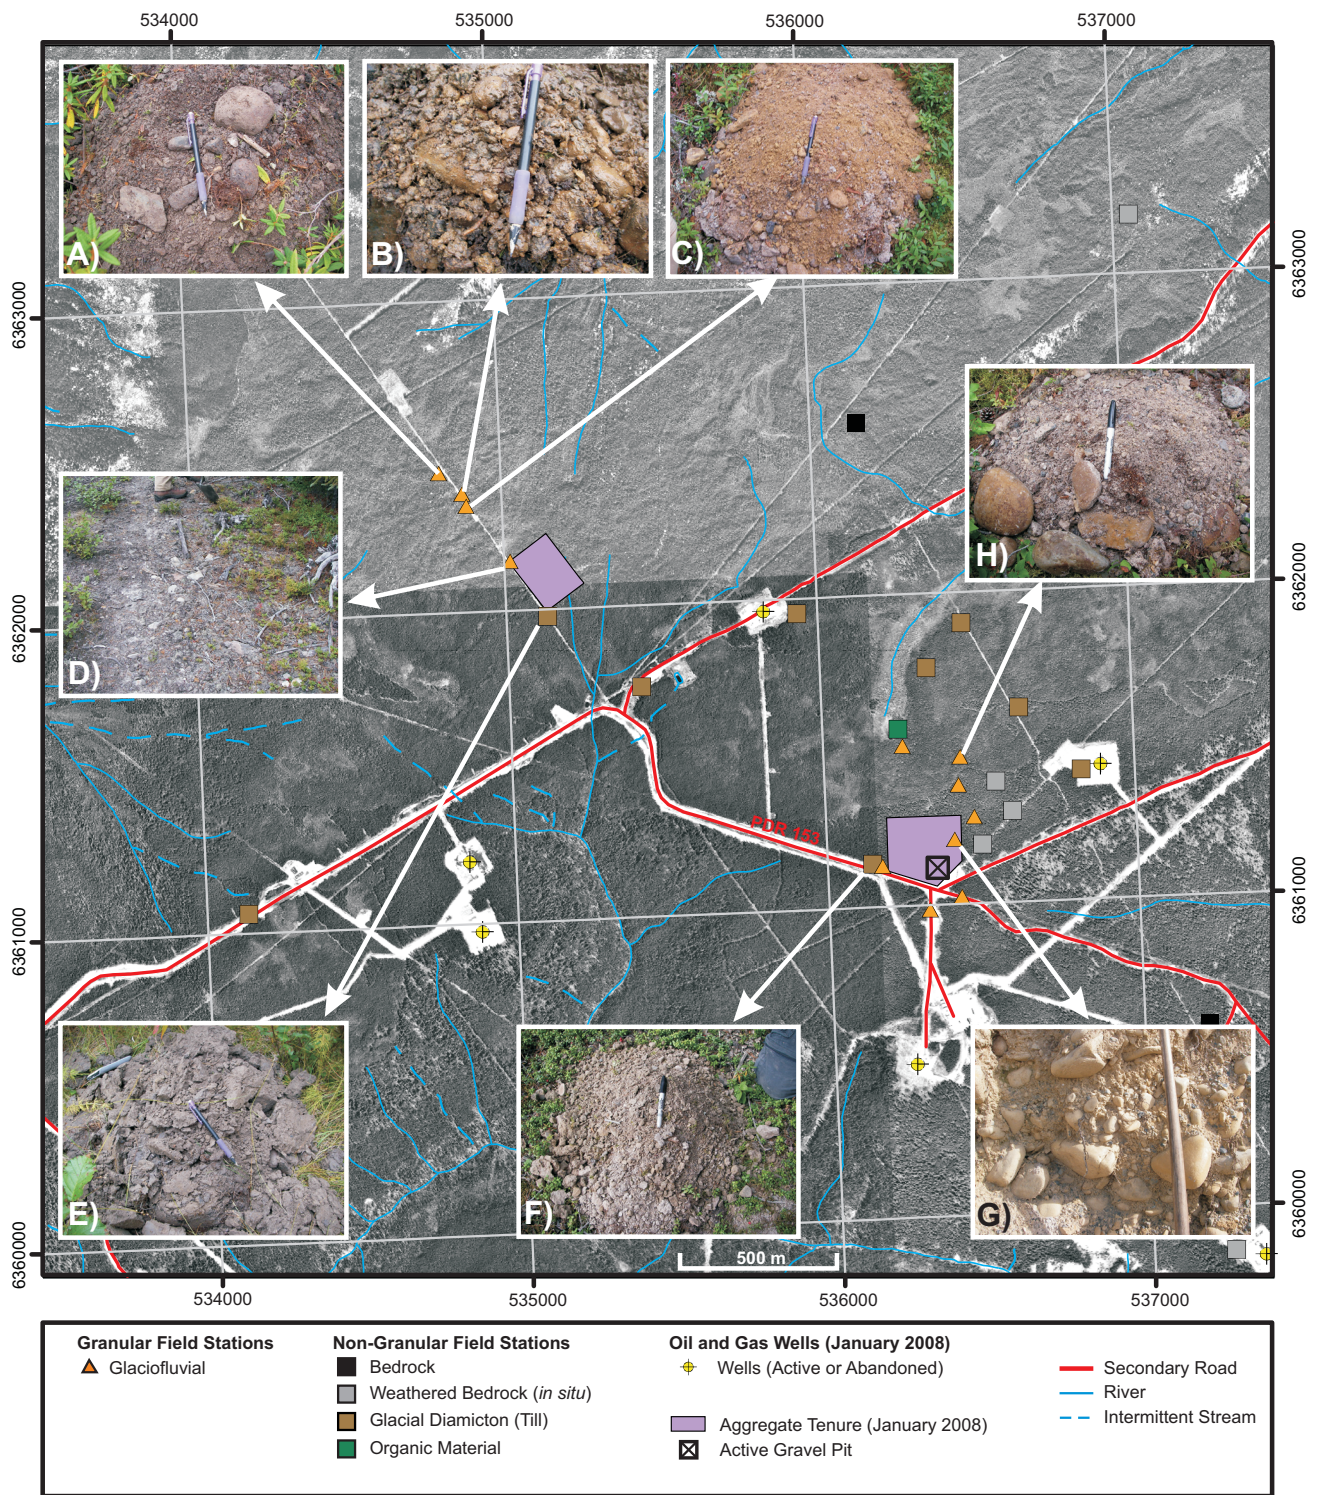 534000
535000
536000
537000
A)
B)
C)
6363000
6363000
H)
D)
6362000
6362000
PDR 153
6361000
6361000
E)
F)
G)
6360000
6360000
500 m
534000
535000
536000
537000
Granular Field Stations
Glaciofluvial
Non-Granular Field Stations
Bedrock
Weathered Bedrock (in situ)
Glacial Diamicton (Till)
Organic Material
Oil and Gas Wells (January 2008)
Wells (Active or Abandoned)
Aggregate Tenure (January 2008)
Active Gravel Pit
Secondary Road
River
Intermittent Stream